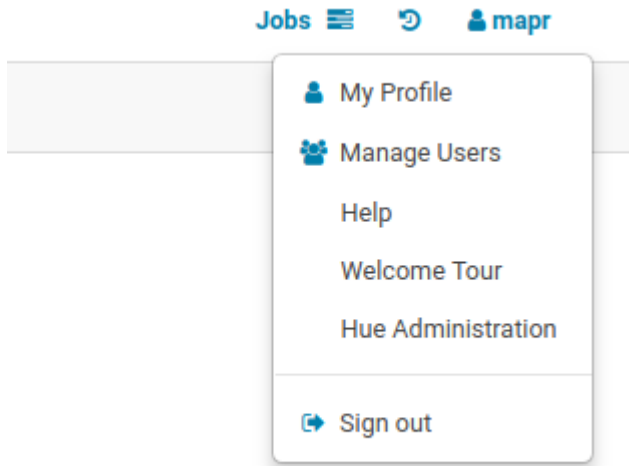 Jobs mapr
My Profile
Manage Users
Help
Welcome Tour
Hue Administration
Sign out